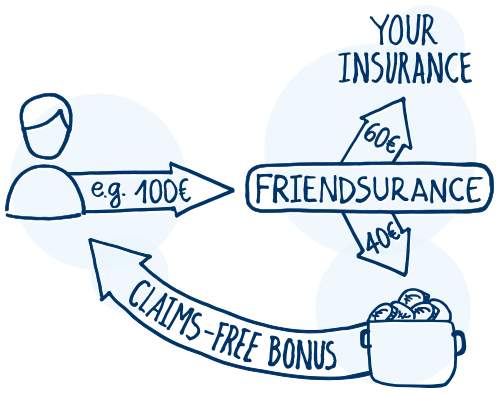 YOUR
INSURANCE
60€
e.g. 100€
FRIENDSURANCE
40€
CLAIMS-FREE BONUS